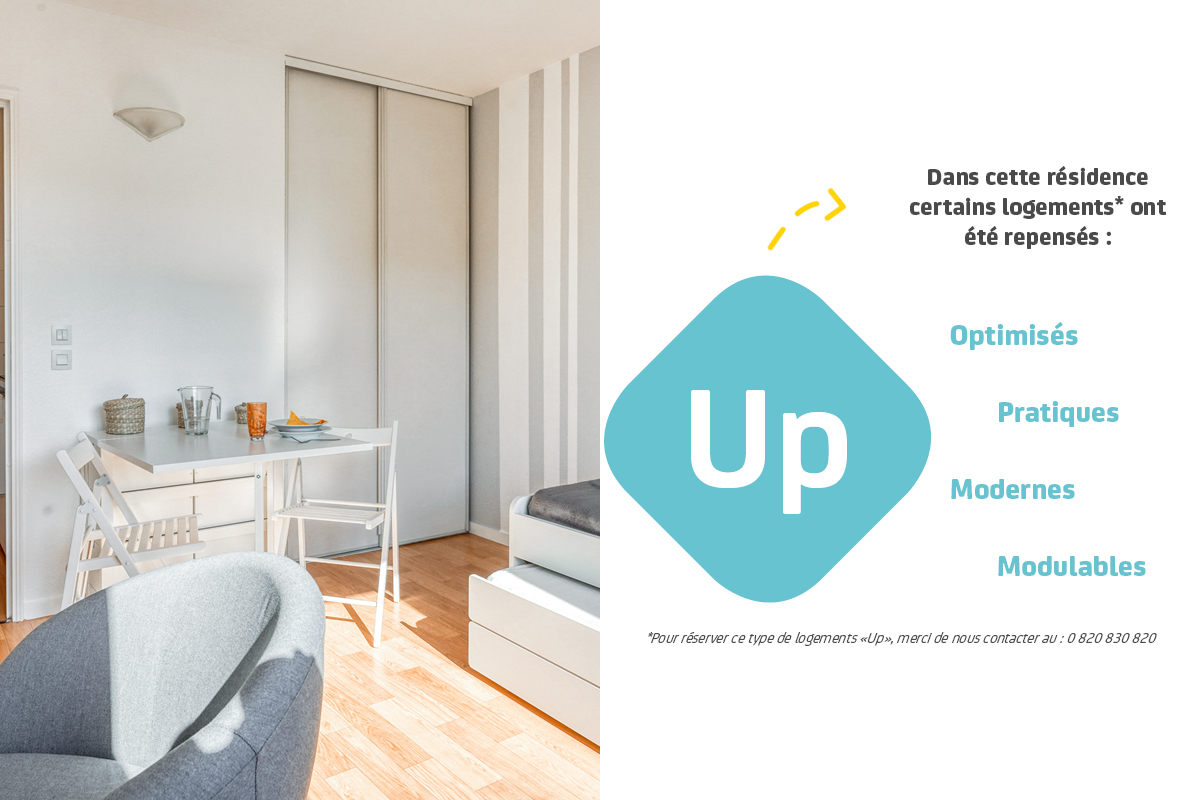 Dans cette résidence
certains logements* ont
été repensés :
Up
Optimisés
Pratiques
Modernes
Modulables
*Pour réserver ce type de logements «Up», merci de nous contacter au : 0 820 830 820